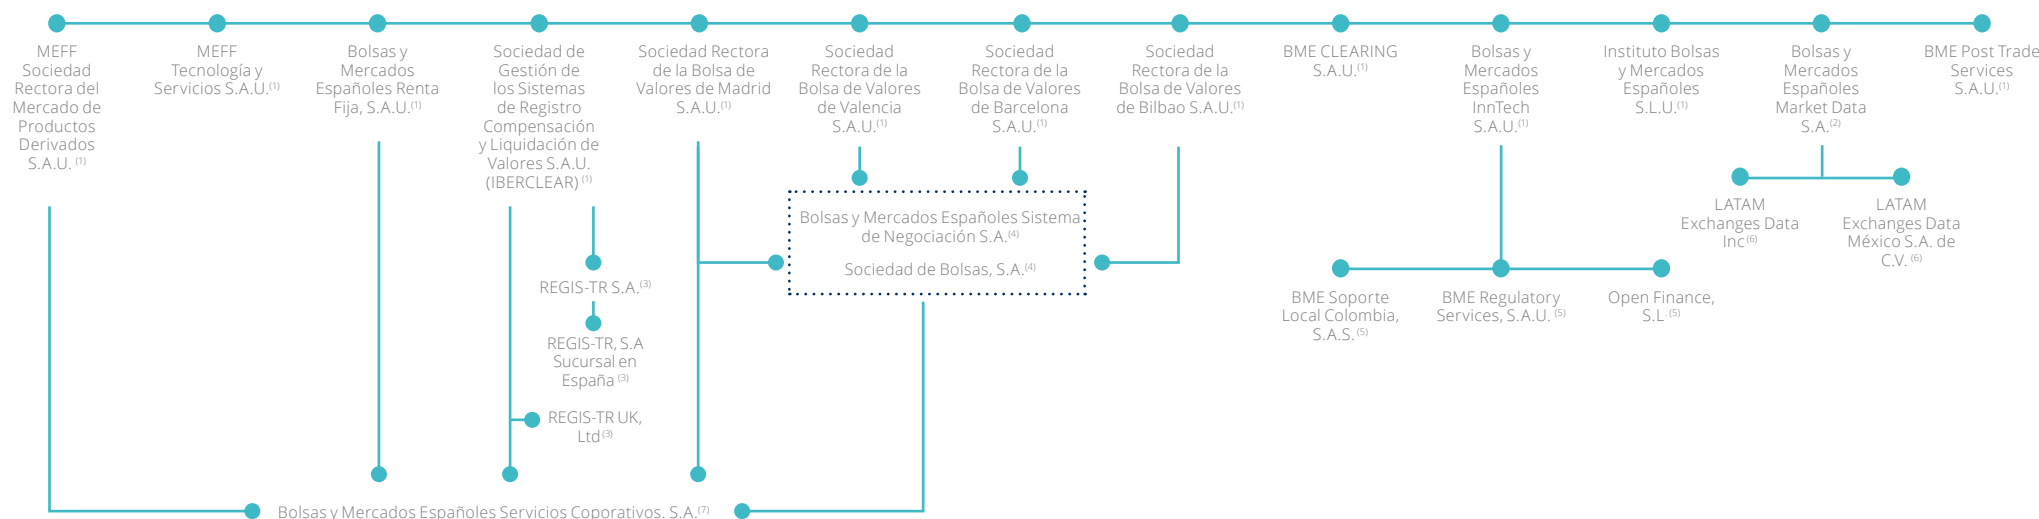 MEFF
Sociedad
Rectora del
Mercado de
Productos
Derivados
S.A.U. (1)
MEFF
Tecnología y
Servicios S.A.U.(1)
Bolsas y
Mercados
Españoles Renta
Fija, S.A.U.(1)
Sociedad de
Gestión de
los Sistemas
de Registro
Compensación
y Liquidación de
Valores S.A.U.
(IBERCLEAR) (1)
Sociedad Rectora
de la Bolsa de
Valores de Madrid
S.A.U.(1)
Sociedad
Rectora de la
Bolsa de Valores
de Valencia
S.A.U.(1)
Sociedad
Rectora de la
Bolsa de Valores
de Barcelona
S.A.U.(1)
Sociedad
Rectora de la
Bolsa de Valores
de Bilbao S.A.U.(1)
BME CLEARING
S.A.U.(1)
Bolsas y
Mercados
Españoles
InnTech
S.A.U.(1)
Instituto Bolsas
y Mercados
Españoles
S.L.U.(1)
Bolsas y
Mercados
Españoles
Market Data
S.A.(2)
BME Post Trade
Services
S.A.U.(1)
Bolsas y Mercados Españoles Sistema
de Negociación S.A.(4)
Sociedad de Bolsas, S.A.(4)
LATAM
Exchanges Data
Inc(6)
LATAM
Exchanges Data
México S.A. de
C.V. (6)
REGIS-TR S.A.(3)
REGIS-TR, S.A
Sucursal en
España (3)
REGIS-TR UK,
Ltd(3)
BME Soporte
Local Colombia,
S.A.S.(5)
BME Regulatory
Services, S.A.U. (5)
Open Finance,
S.L.(5)
Bolsas y Mercados Españoles Servicios Coporativos. S.A.(7)